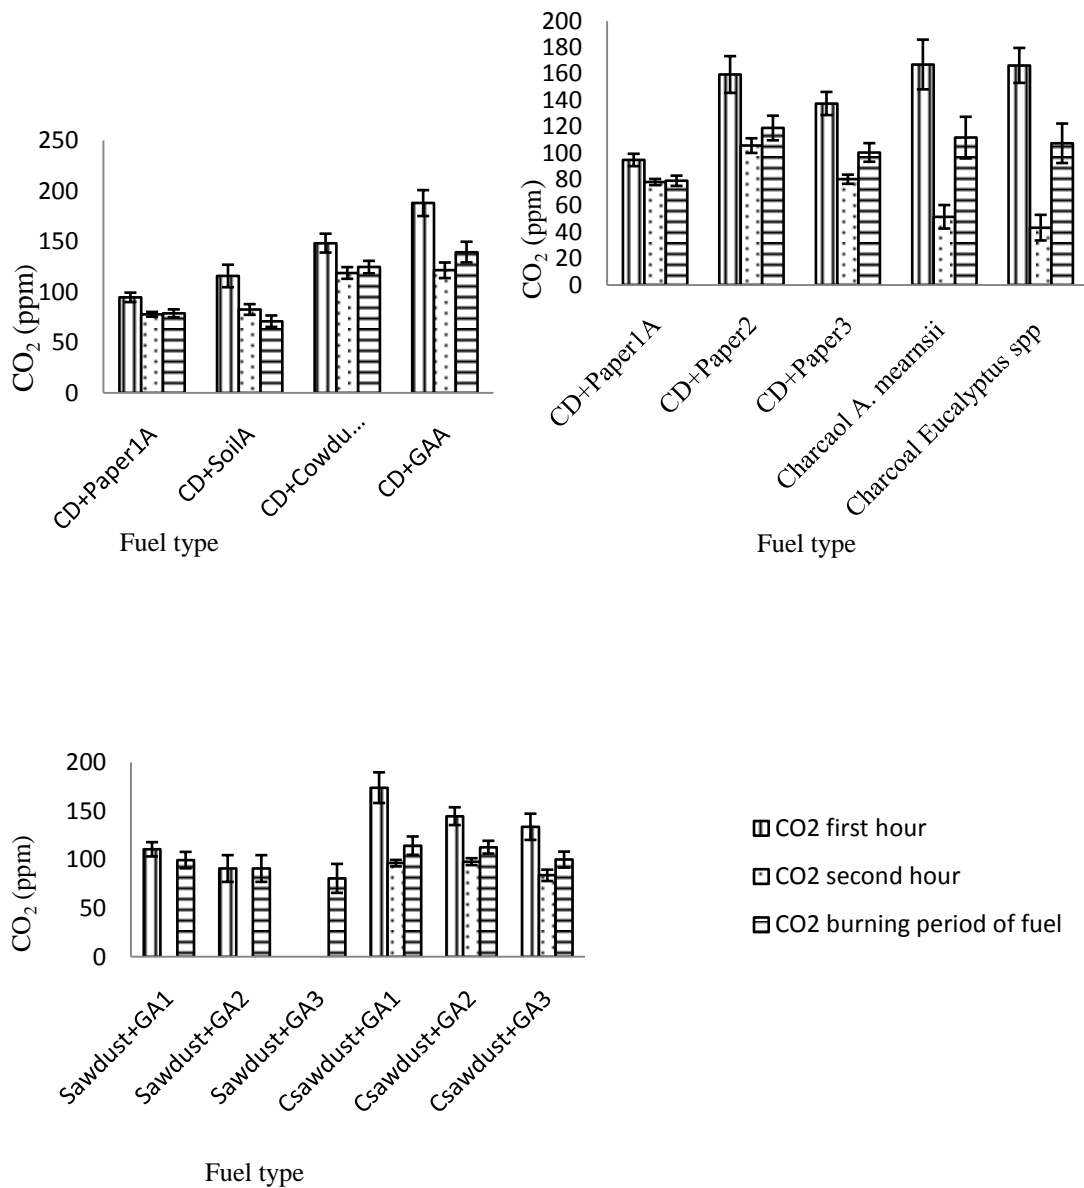 250
200
150
100
50
0
CO2 (ppm)
CD+Paper1A
CD+SoilA
CD+Cowdu...
CD+GAA
Fuel type
200
180
160
140
120
100
80
60
40
20
0
CO2 (ppm)
CD+Paper1A
CD+Paper2
CD+Paper3
Charcaol A. mearnsii
Charcoal Eucalyptus spp
Fuel type
200
150
100
50
0
CO2 (ppm)
Sawdust+GA1
Sawdust+GA2
Sawdust+GA3
Csawdust+GA1
Csawdust+GA2
Csawdust+GA3
Fuel type
CO2 first hour
CO2 second hour
CO2 burning period of fuel